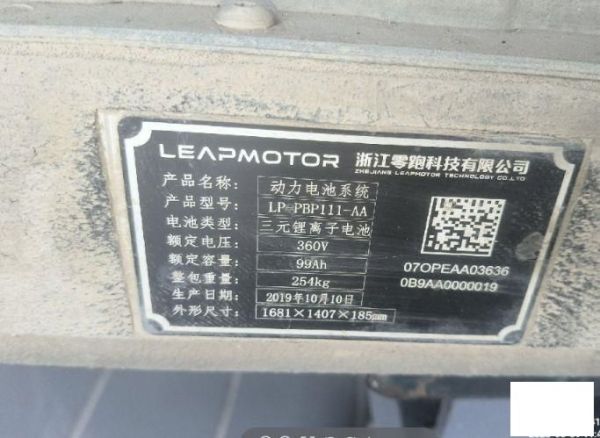 LEAPMOTOR 浙江零跑科技有限公司
ZHEJIANG LEAPMOTOR TECHNOLOGY CO.,LTD
产品名称: 动力电池系统
产品型号: LP-PBP111-AA
电池类型: 三元锂离子电池
额定电压: 360V
额定容量: 99Ah
整包重量: 254kg
生产日期: 2019年10月10日
外形尺寸: 1681×1407×185mm
07OPEAA03636
0B9AA0000019